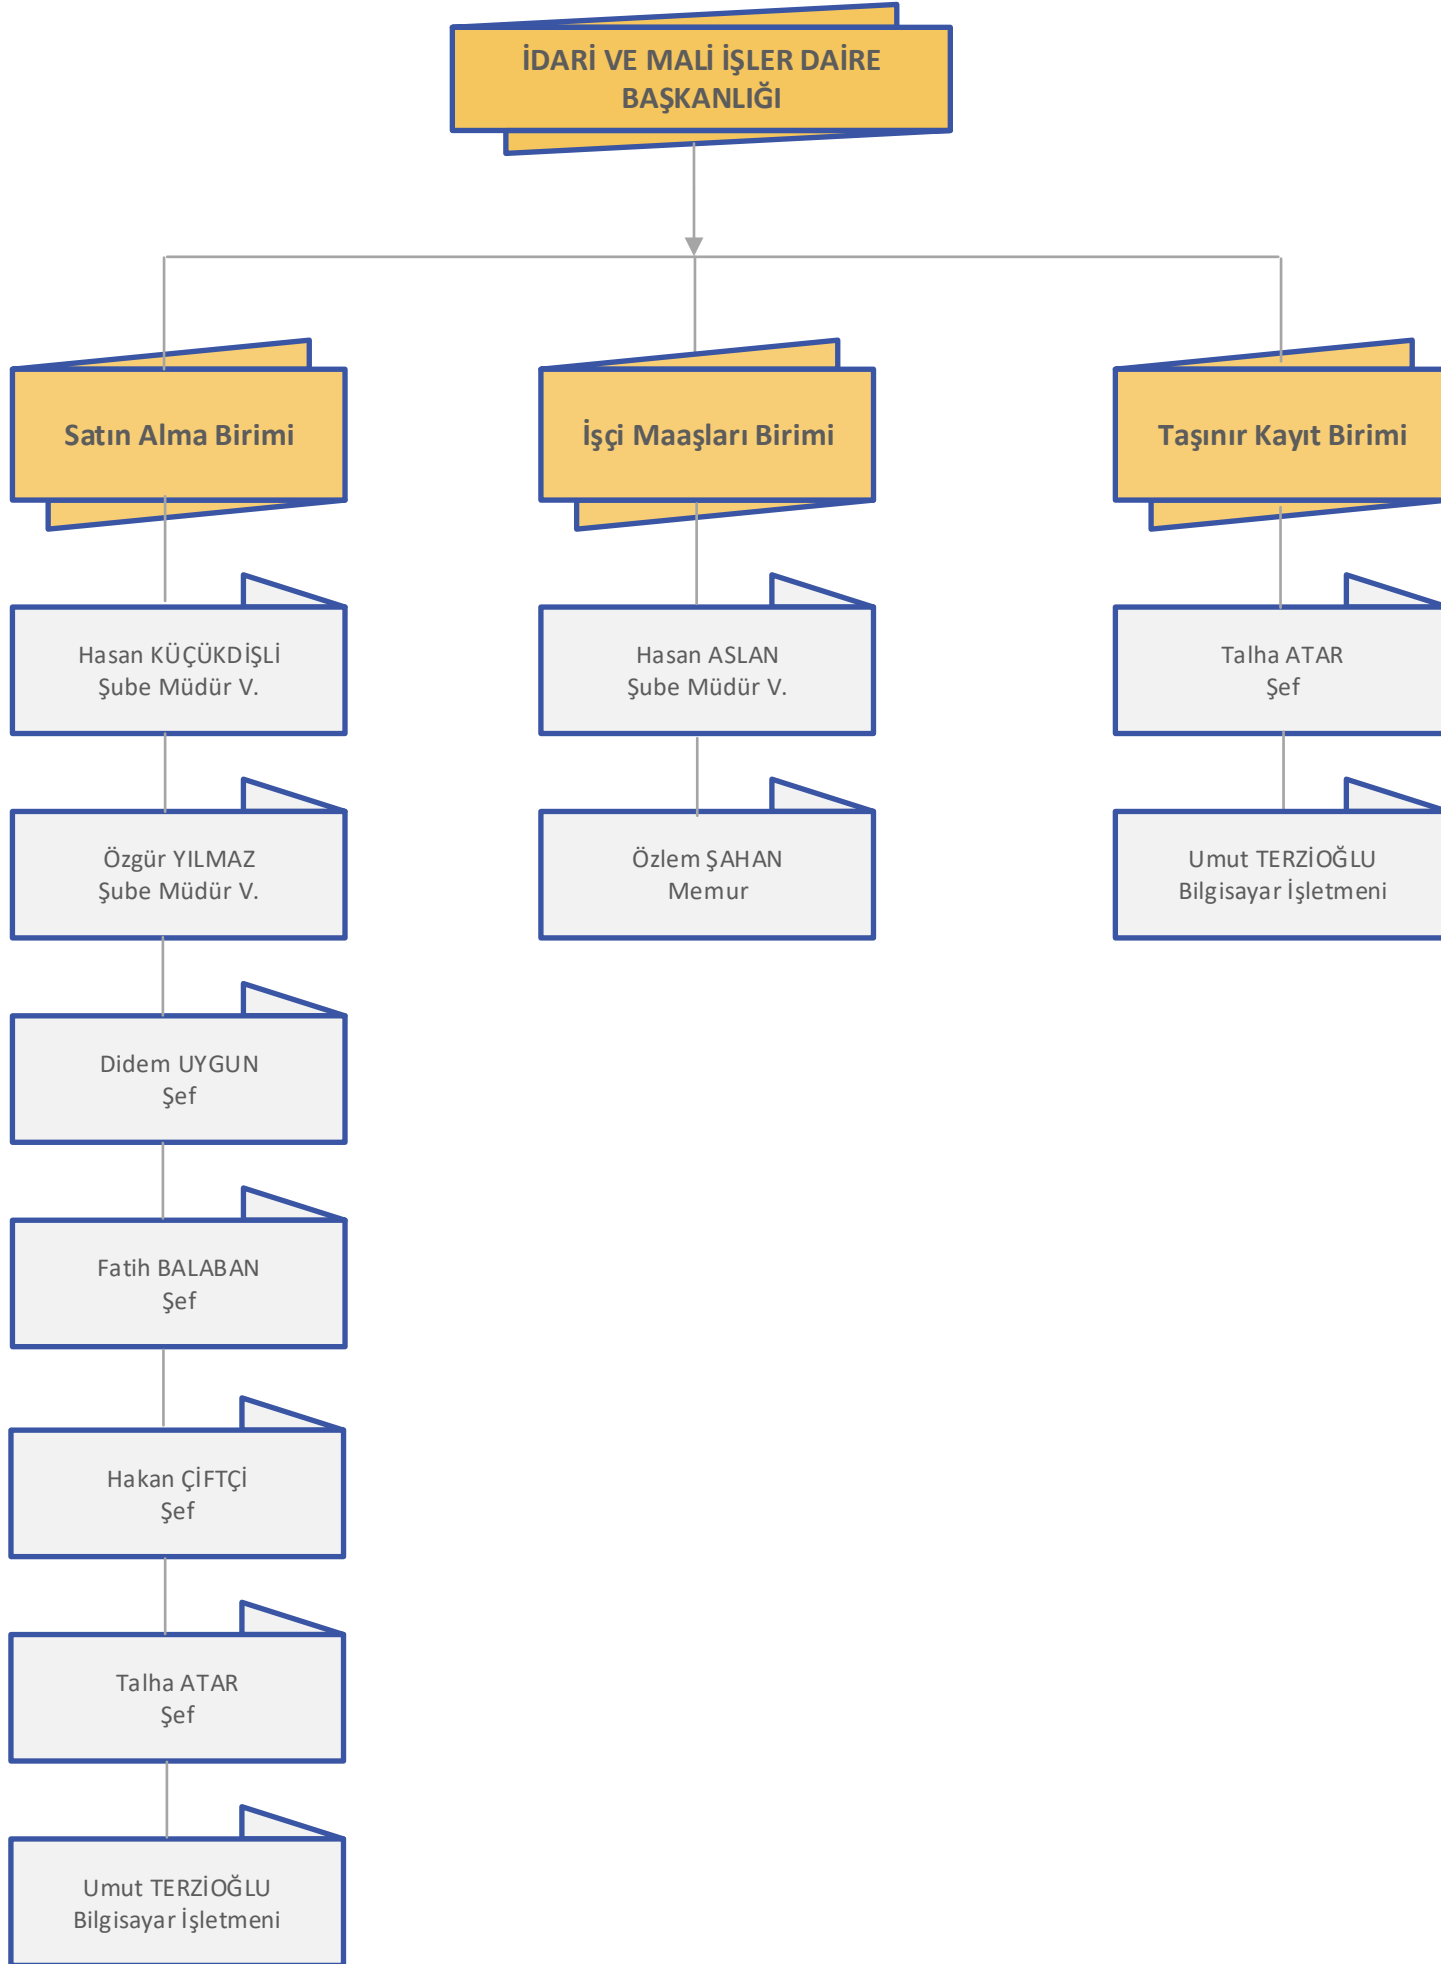 İDARİ VE MALİ İŞLER DAİRE
BAŞKANLIĞI
Satın Alma Birimi
İşçi Maaşları Birimi
Taşınır Kayıt Birimi
Hasan KÜÇÜKDİŞLİ
Şube Müdür V.
Hasan ASLAN
Şube Müdür V.
Talha ATAR
Şef
Özgür YILMAZ
Şube Müdür V.
Özlem ŞAHAN
Memur
Umut TERZİOĞLU
Bilgisayar İşletmeni
Didem UYGUN
Şef
Fatih BALABAN
Şef
Hakan ÇİFTÇİ
Şef
Talha ATAR
Şef
Umut TERZİOĞLU
Bilgisayar İşletmeni